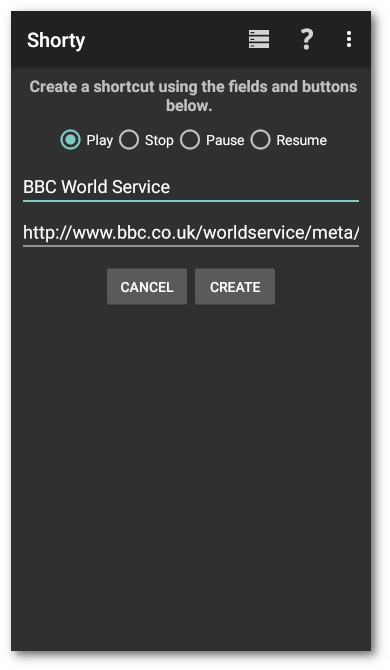 Shorty
Create a shortcut using the fields and buttons
below.
Play Stop Pause Resume
BBC World Service
http://www.bbc.co.uk/worldservice/meta/
CANCEL CREATE